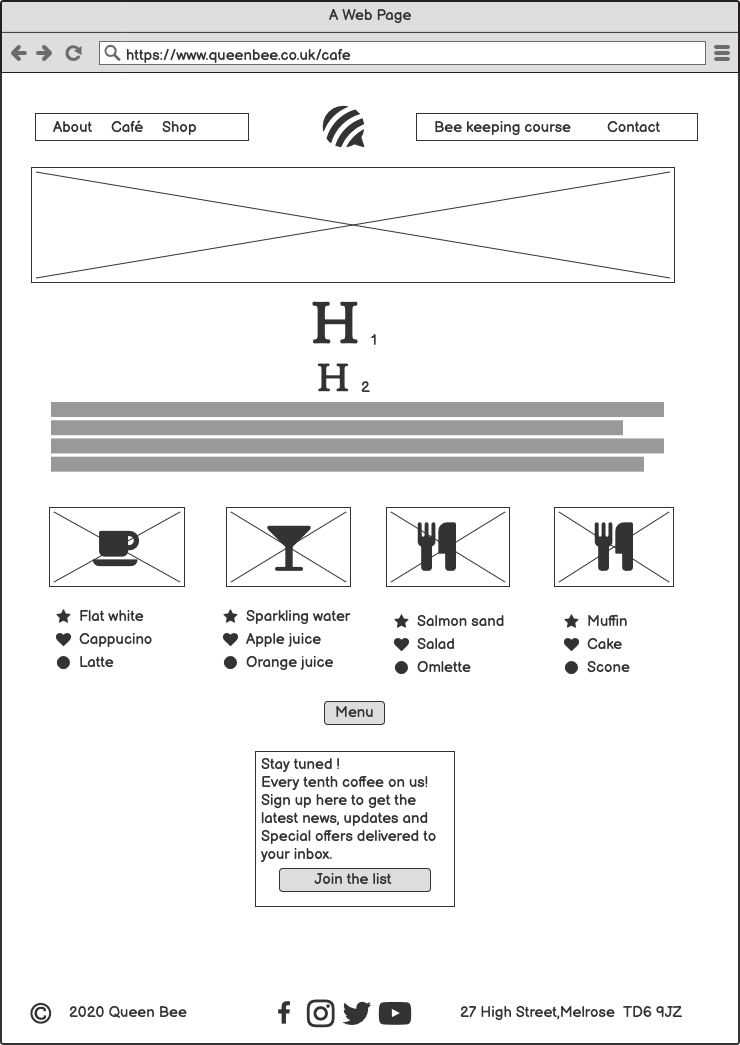 A Web Page
https://www.queenbee.co.uk/cafe
About Café Shop
Bee keeping course Contact
H 1
H 2
Flat white
Cappucino
Latte
Sparkling water
Apple juice
Orange juice
Salmon sand
Salad
Omlette
Muffin
Cake
Scone
Menu
Stay tuned !
Every tenth coffee on us!
Sign up here to get the
latest news, updates and
Special offers delivered to
your inbox.
Join the list
© 2020 Queen Bee
27 High Street,Melrose TD6 9JZ